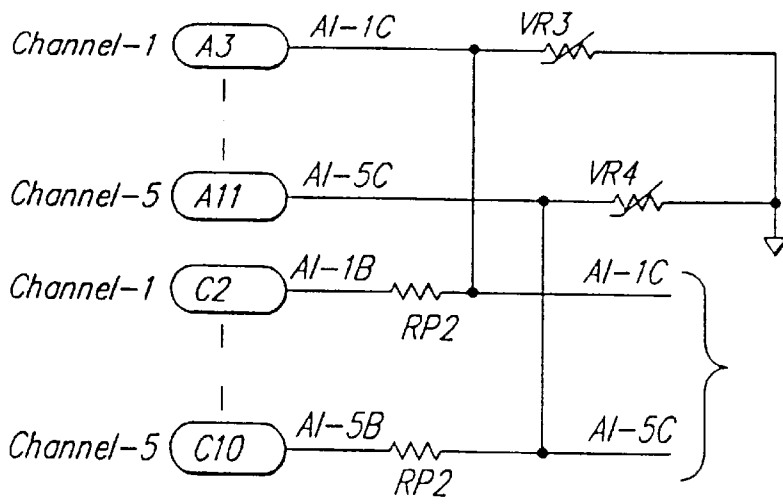 Channel-1 A3 AI-1C VR3
Channel-5 A11 AI-5C VR4
Channel-1 C2 AI-1B RP2 AI-1C
Channel-5 C10 AI-5B RP2 AI-5C